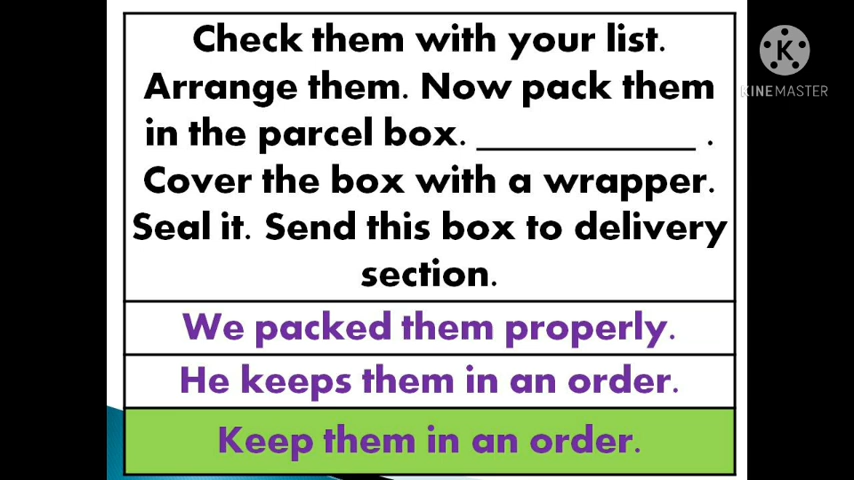 Check them with your list.
Arrange them. Now pack them
in the parcel box. ____________ .
Cover the box with a wrapper.
Seal it. Send this box to delivery
section.
We packed them properly.
He keeps them in an order.
Keep them in an order.
K
KINEMASTER